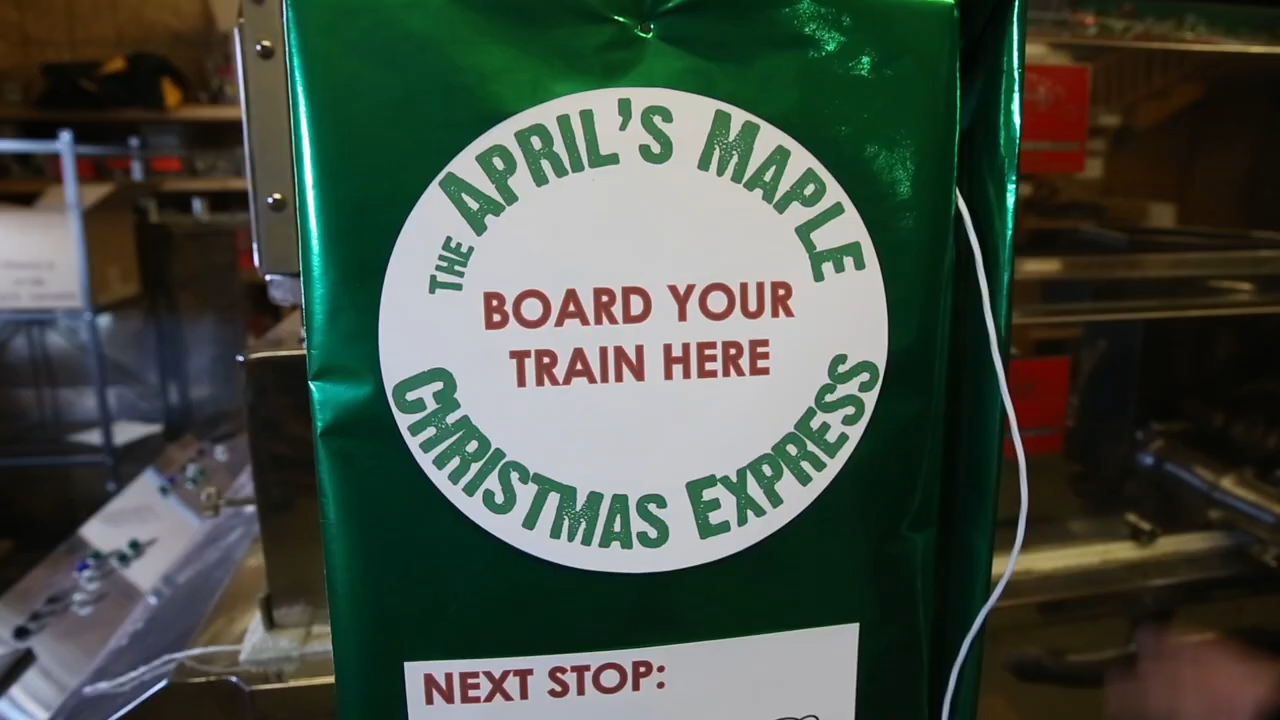 THE APRIL'S MAPLE
BOARD YOUR
TRAIN HERE
CHRISTMAS EXPRESS
NEXT STOP: